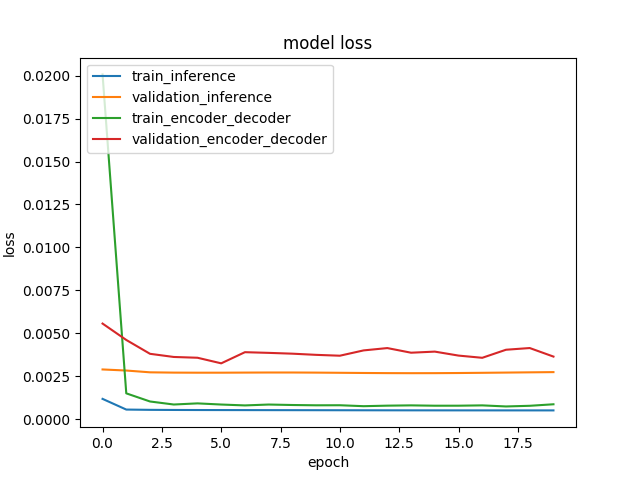 model loss
train_inference
validation_inference
train_encoder_decoder
validation_encoder_decoder
0.0200
0.0175
0.0150
0.0125
0.0100
0.0075
0.0050
0.0025
0.0000
loss
0.0 2.5 5.0 7.5 10.0 12.5 15.0 17.5
epoch